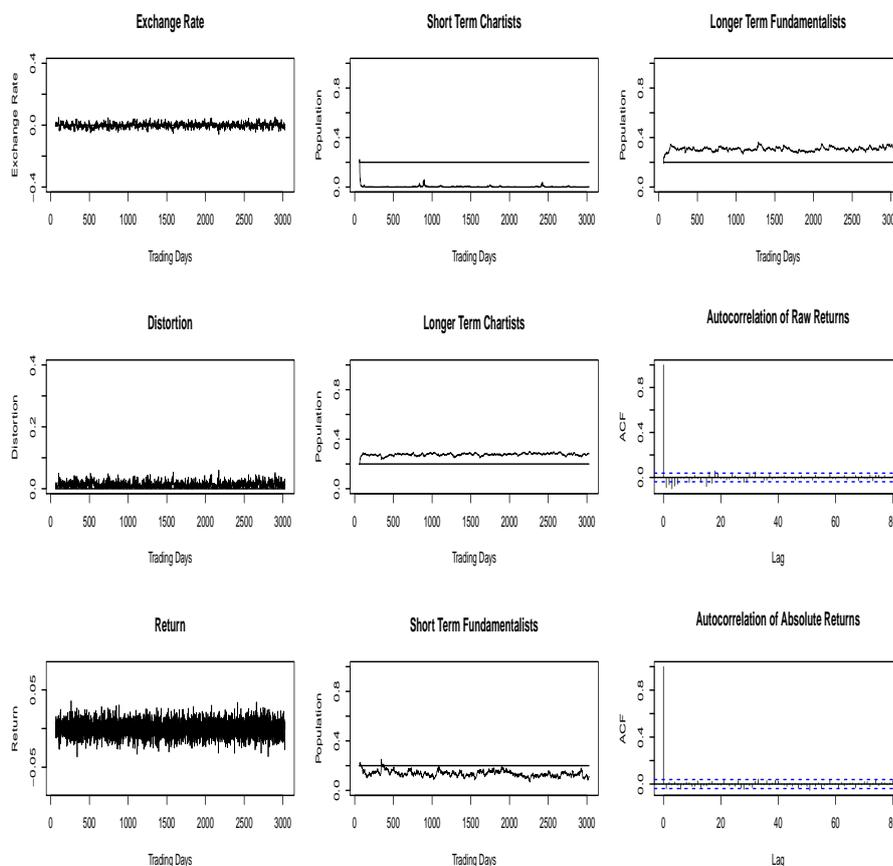 Exchange Rate
Short Term Chartists
Longer Term Fundamentalists
Exchange Rate
0.4
0.0
−0.4
0 500 1000 1500 2000 2500 3000
Trading Days
Population
0.8
0.4
0.0
0 500 1000 1500 2000 2500 3000
Trading Days
Population
0.8
0.4
0.0
0 500 1000 1500 2000 2500 300
Trading Days
Distortion
Longer Term Chartists
Autocorrelation of Raw Returns
Distortion
0.4
0.2
0.0
0 500 1000 1500 2000 2500 3000
Trading Days
Population
0.8
0.4
0.0
0 500 1000 1500 2000 2500 3000
Trading Days
ACF
0.8
0.4
0.0
0 20 40 60 8
Lag
Return
Short Term Fundamentalists
Autocorrelation of Absolute Returns
Return
0.05
−0.05
0 500 1000 1500 2000 2500 3000
Trading Days
Population
0.8
0.4
0.0
0 500 1000 1500 2000 2500 3000
Trading Days
ACF
0.8
0.4
0.0
0 20 40 60 8
Lag